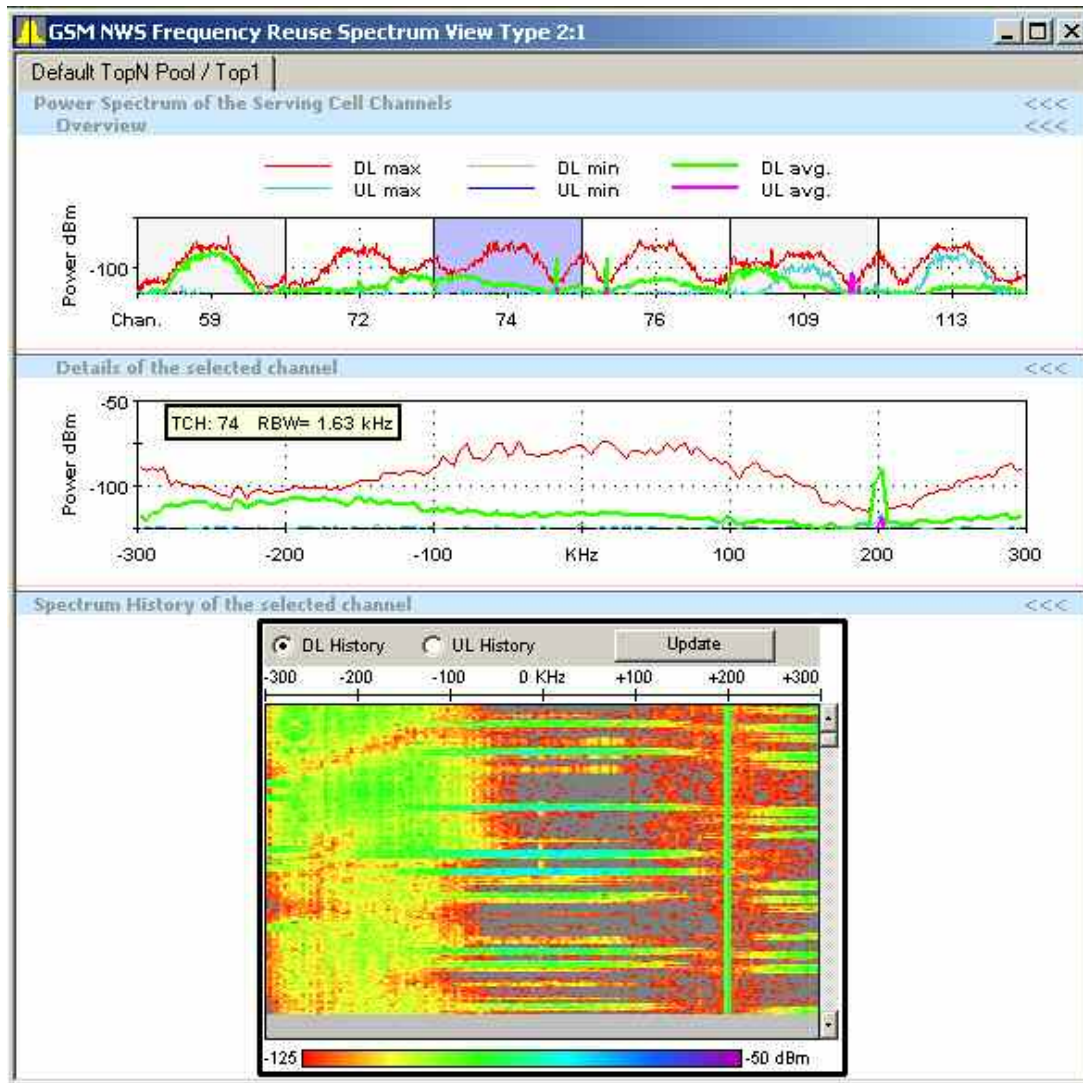 GSM NWS Frequency Reuse Spectrum View Type 2:1
Default TopN Pool / Top1
Power Spectrum of the Serving Cell Channels <<<
Overview <<<
DL max DL min DL avg.
UL max UL min UL avg.
Power dBm
-100
Chan. 59 72 74 76 109 113
Details of the selected channel <<<
-50
TCH: 74 RBW= 1.63 kHz
Power dBm
-100
-300 -200 -100 KHz 100 200 300
Spectrum History of the selected channel <<<
DL History UL History Update
-300 -200 -100 0 KHz +100 +200 +300
-125 -50 dBm